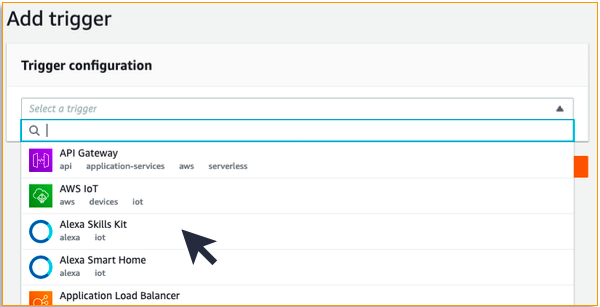 Add trigger
Trigger configuration
Select a trigger
API Gateway
api application-services aws serverless
AWS IoT
aws devices iot
Alexa Skills Kit
alexa iot
Alexa Smart Home
alexa iot
Application Load Balancer